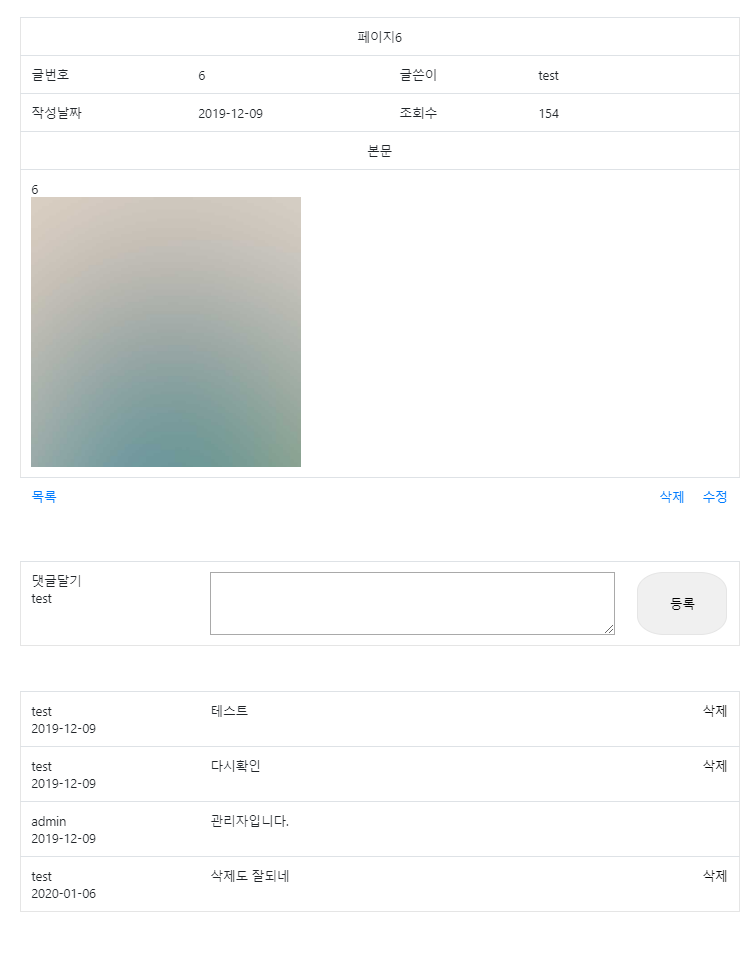 페이지6
글번호 6 글쓴이 test
작성날짜 2019-12-09 조회수 154
본문
6
목록 삭제 수정
댓글달기
test
등록
test 테스트 삭제
2019-12-09
test 다시확인 삭제
2019-12-09
admin 관리자입니다.
2019-12-09
test 삭제도 잘되네 삭제
2020-01-06